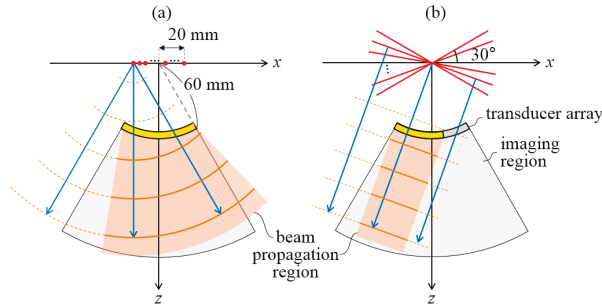 (a)
20 mm
...
...
x
60 mm
z
beam
propagation
region
(b)
30°
x
...
transducer array
imaging
region
z